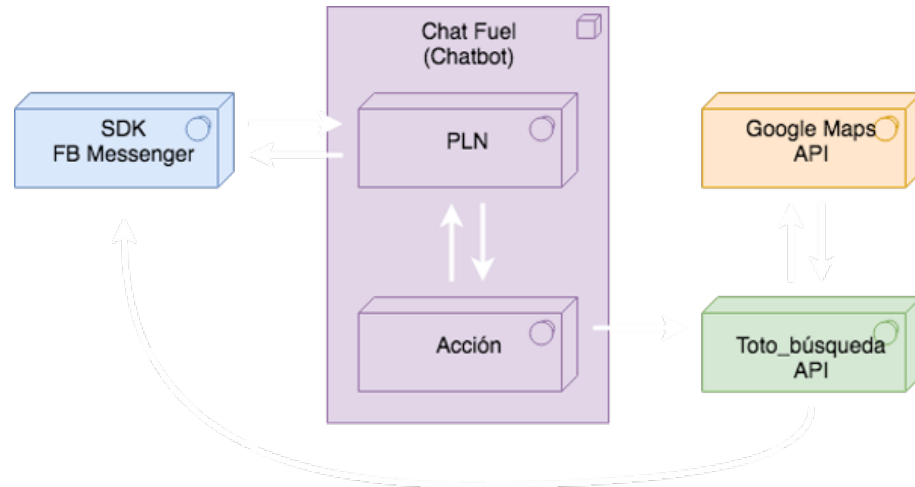 Chat Fuel
(Chatbot)
SDK
FB Messenger
PLN
Google Maps
API
Acción
Toto_búsqueda
API